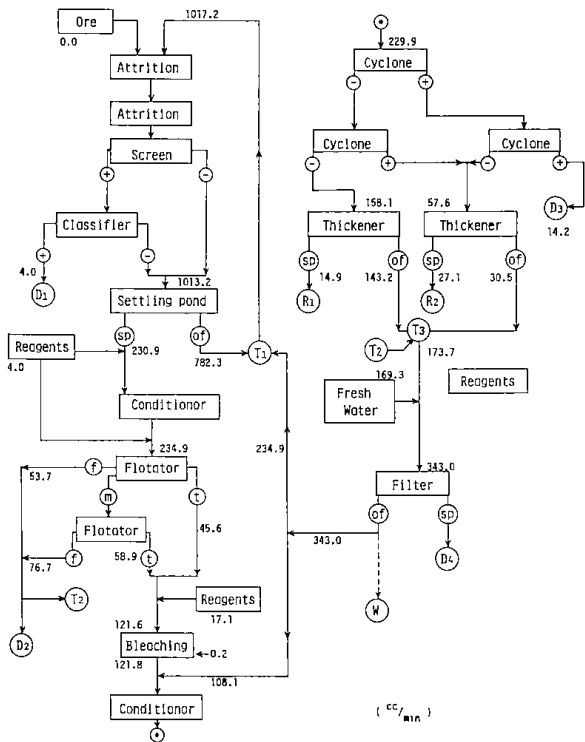 Ore
0.0
1017.2
Attrition
Attrition
Screen
+
-
Classifier
+
-
4.0
D1
1013.2
Settling pond
sp
of
Reagents
4.0
230.9
782.3
T1
Conditionor
234.9
Flotator
f
t
53.7
m
45.6
Flotator
f
58.9
t
76.7
T2
D2
Reagents
17.1
121.6
Bleaching
0.2
121.8
108.1
Conditionor
234.9
229.9
Cyclone
-
+
Cyclone
-
+
Cyclone
-
+
D3
14.2
158.1
57.6
Thickener
Thickener
sp
of
sp
of
14.9
143.2
27.1
30.5
R1
R2
T3
T2
173.7
169.3
Fresh
Water
Reagents
343.0
Filter
of
sp
343.0
D4
W
( cc/min )